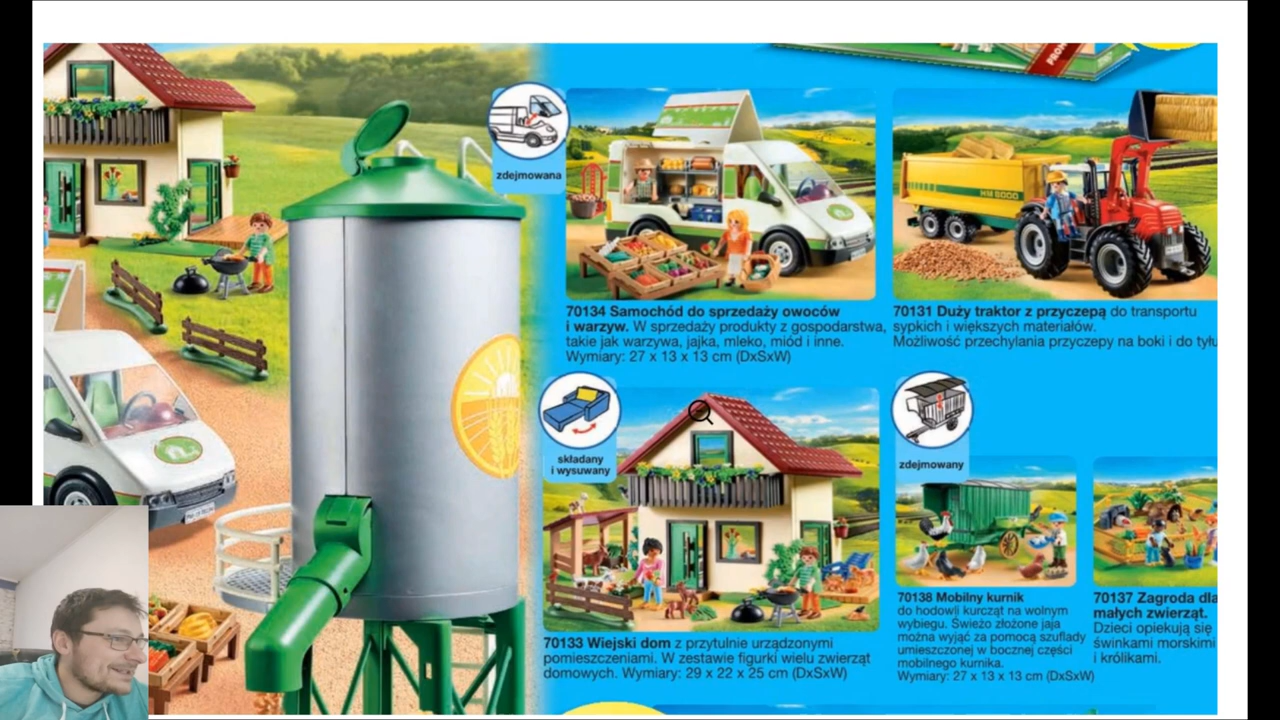 PROM
zdejmowana
HM 8000
70134 Samochód do sprzedaży owoców
i warzyw. W sprzedaży produkty z gospodarstwa,
takie jak warzywa, jajka, mleko, miód i inne.
Wymiary: 27 x 13 x 13 cm (DxSxW)
70131 Duży traktor z przyczepą do transportu
sypkich i większych materiałów.
Możliwość przechylania przyczepy na boki i do tyłu
składany
i wysuwany
zdejmowany
70133 Wiejski dom z przytulnie urządzonymi
pomieszczeniami. W zestawie figurki wielu zwierząt
domowych. Wymiary: 29 x 22 x 25 cm (DxSxW)
70138 Mobilny kurnik
do hodowli kurcząt na wolnym
wybiegu. Świeżo złożone jaja
można wyjąć za pomocą szuflady
umieszczonej w bocznej części
mobilnego kurnika.
Wymiary: 27 x 13 x 13 cm (DxSxW)
70137 Zagroda dla
małych zwierząt.
Dzieci opiekują się
świnkami morskimi
i królikami.